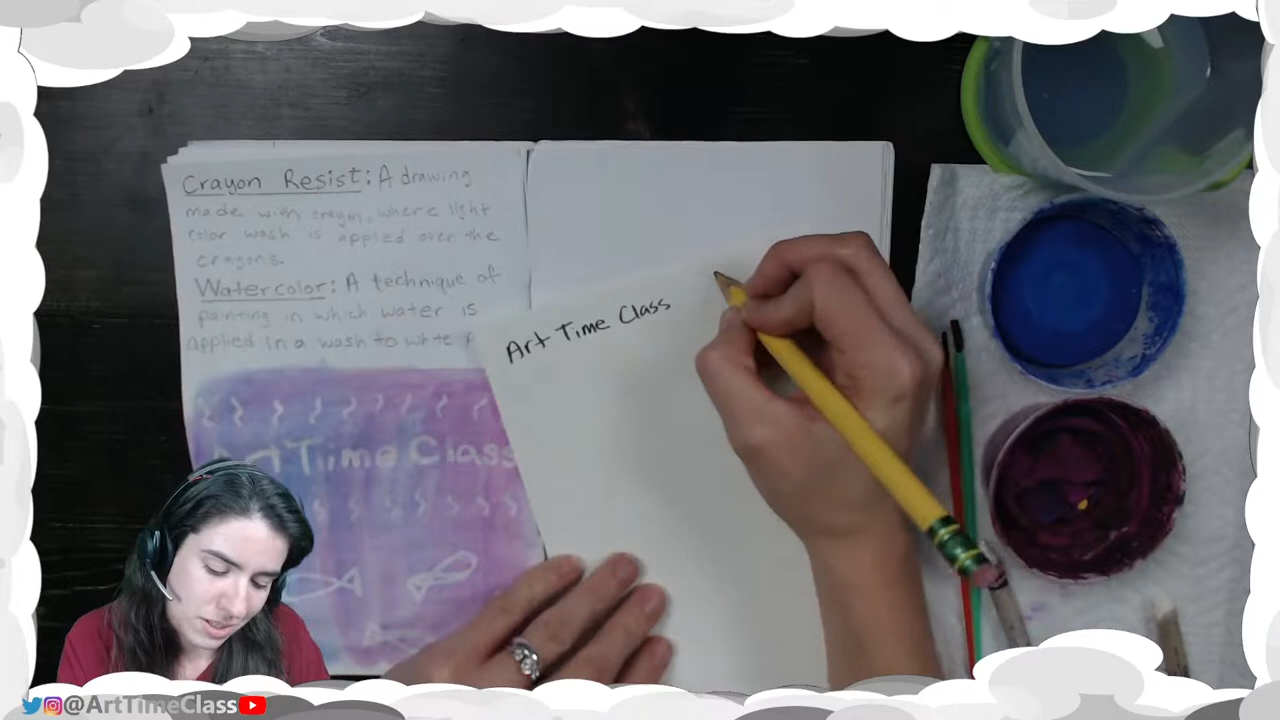 Crayon Resist: A drawing
made with crayon, where light
color wash is applied over the
crayons.
Watercolor: A technique of
painting in which water is
applied in a wash to white
Art Time Class
Art Time Class
@ArtTimeClass